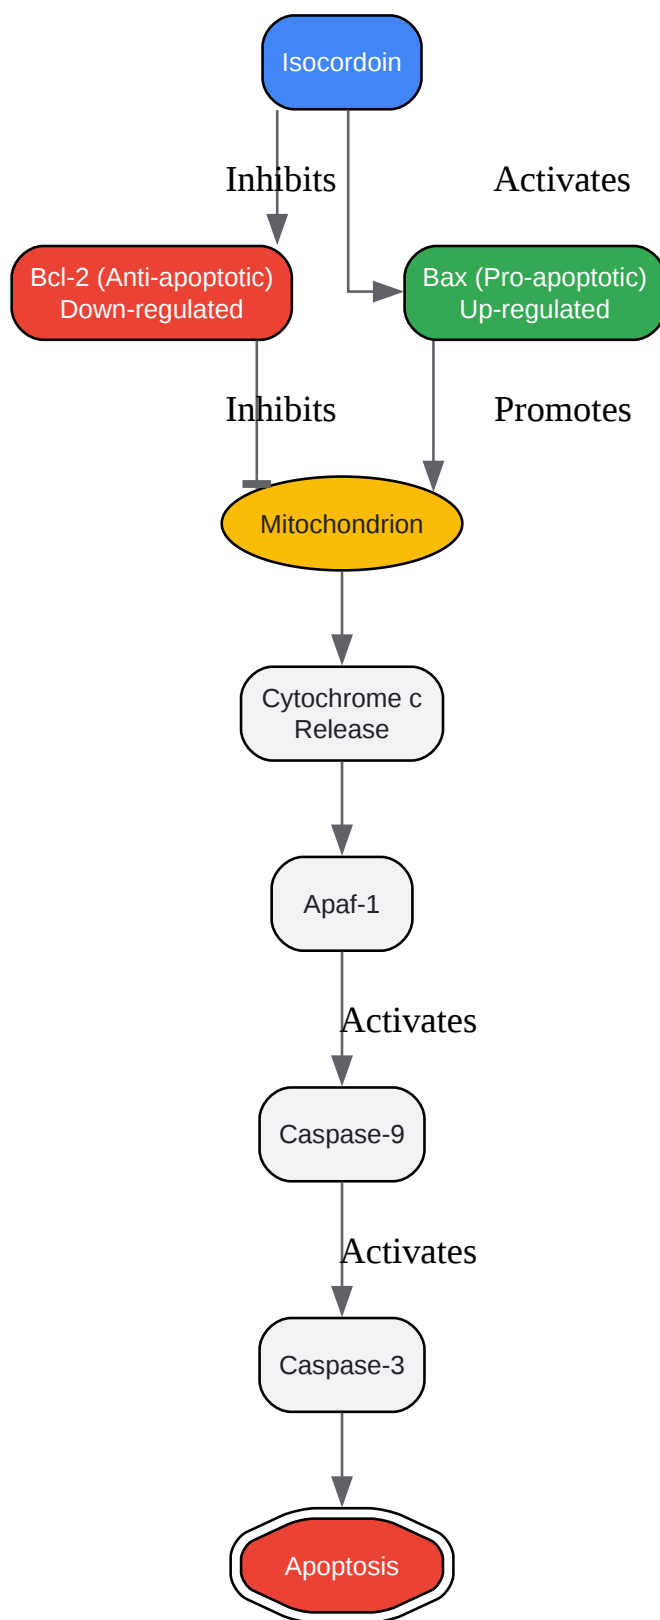 Isocordoin
Inhibits
Activates
Bcl-2 (Anti-apoptotic)
Down-regulated
Bax (Pro-apoptotic)
Up-regulated
Inhibits
Promotes
Mitochondrion
Cytochrome c
Release
Apaf-1
Activates
Caspase-9
Activates
Caspase-3
Apoptosis